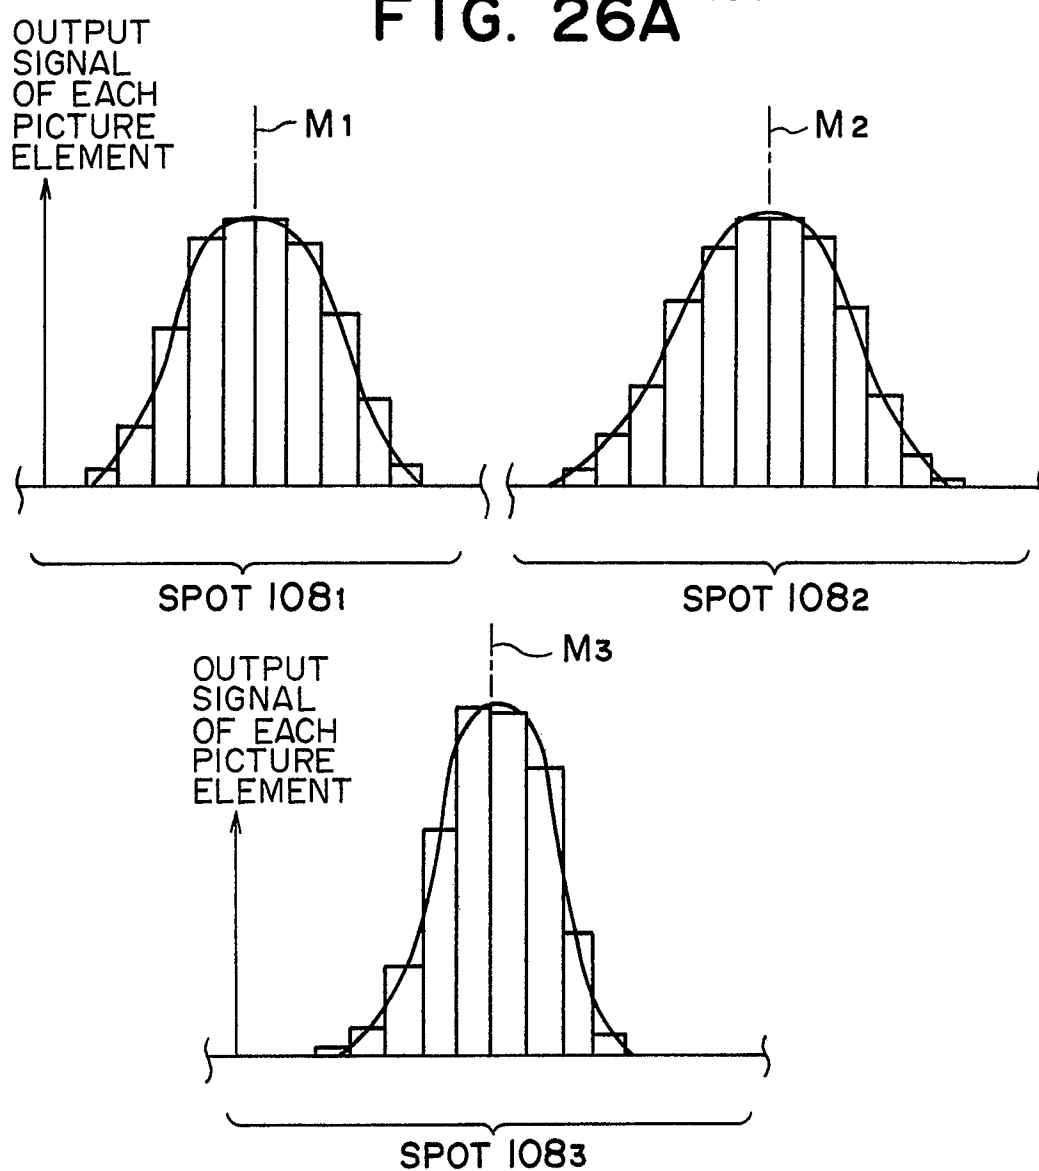 FIG. 26A
OUTPUT
SIGNAL
OF EACH
PICTURE
ELEMENT
M1
M2
SPOT 1081
SPOT 1082
M3
OUTPUT
SIGNAL
OF EACH
PICTURE
ELEMENT
SPOT 1083